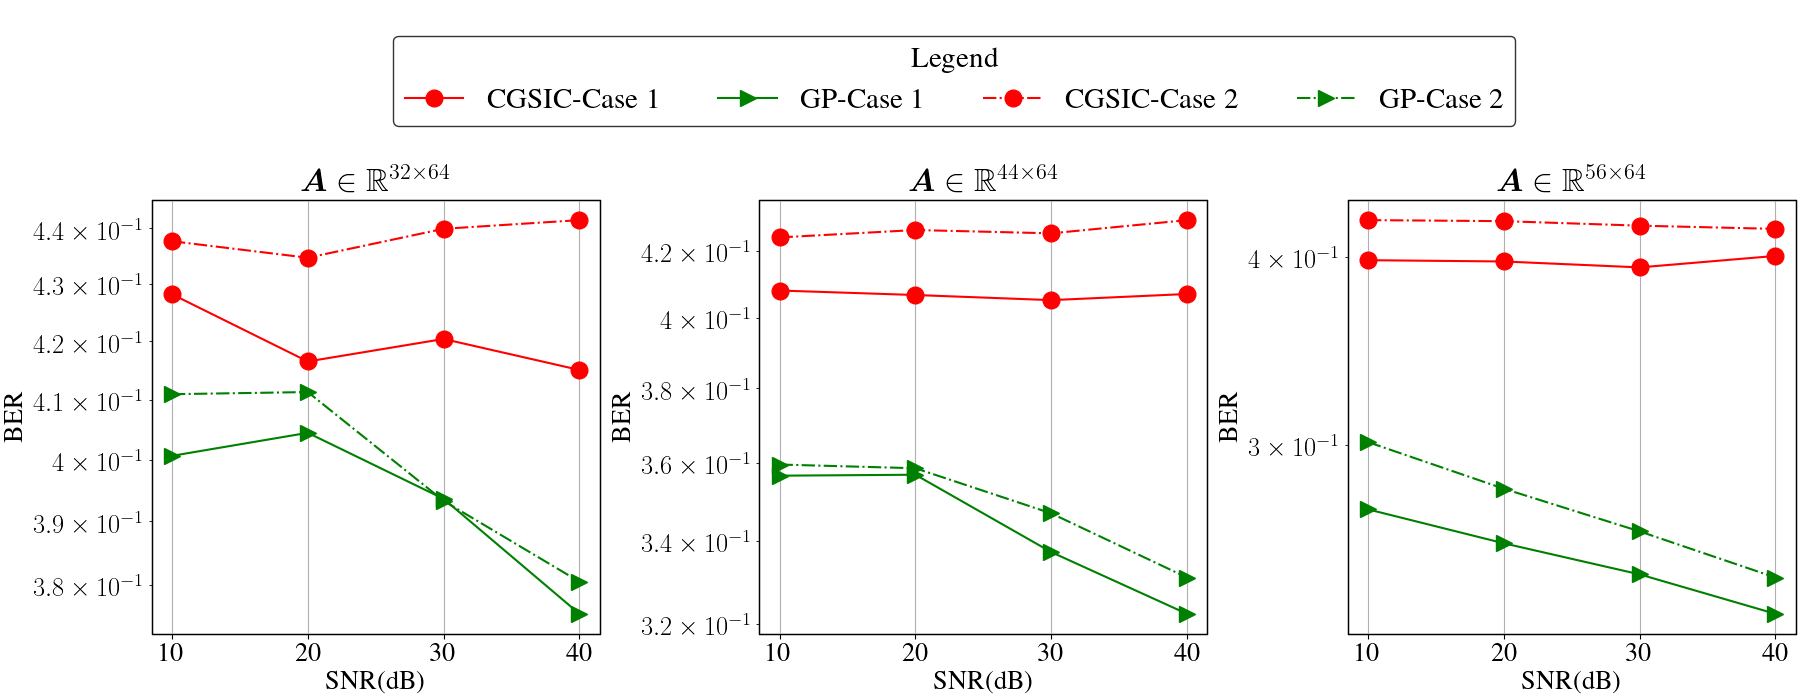 Legend
CGSIC-Case 1 GP-Case 1 CGSIC-Case 2 GP-Case 2
A ∈ ℝ^{32×64}
4.4 × 10⁻¹
4.3 × 10⁻¹
4.2 × 10⁻¹
4.1 × 10⁻¹
4 × 10⁻¹
3.9 × 10⁻¹
3.8 × 10⁻¹
BER
10 20 30 40
SNR(dB)
A ∈ ℝ^{44×64}
4.2 × 10⁻¹
4 × 10⁻¹
3.8 × 10⁻¹
3.6 × 10⁻¹
3.4 × 10⁻¹
3.2 × 10⁻¹
BER
10 20 30 40
SNR(dB)
A ∈ ℝ^{56×64}
4 × 10⁻¹
3 × 10⁻¹
BER
10 20 30 40
SNR(dB)